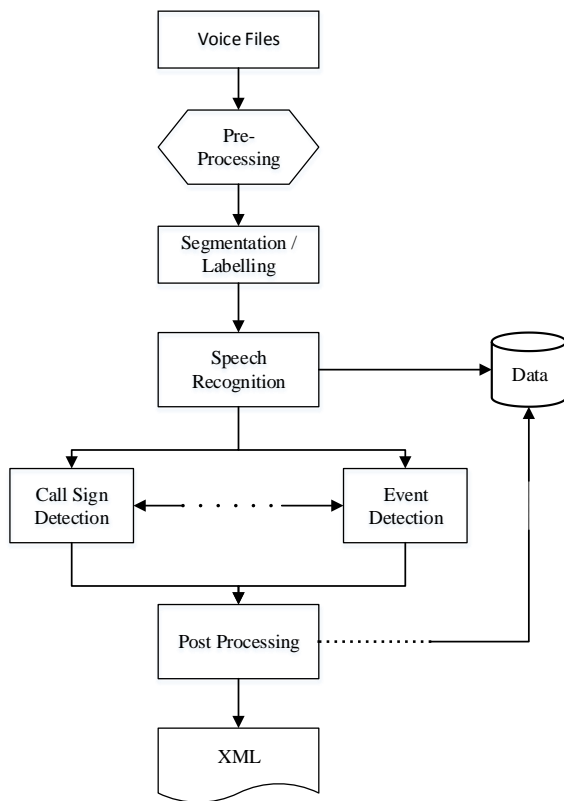 Voice Files
Pre-
Processing
Segmentation /
Labelling
Speech
Recognition
Data
Call Sign
Detection
Event
Detection
Post Processing
XML